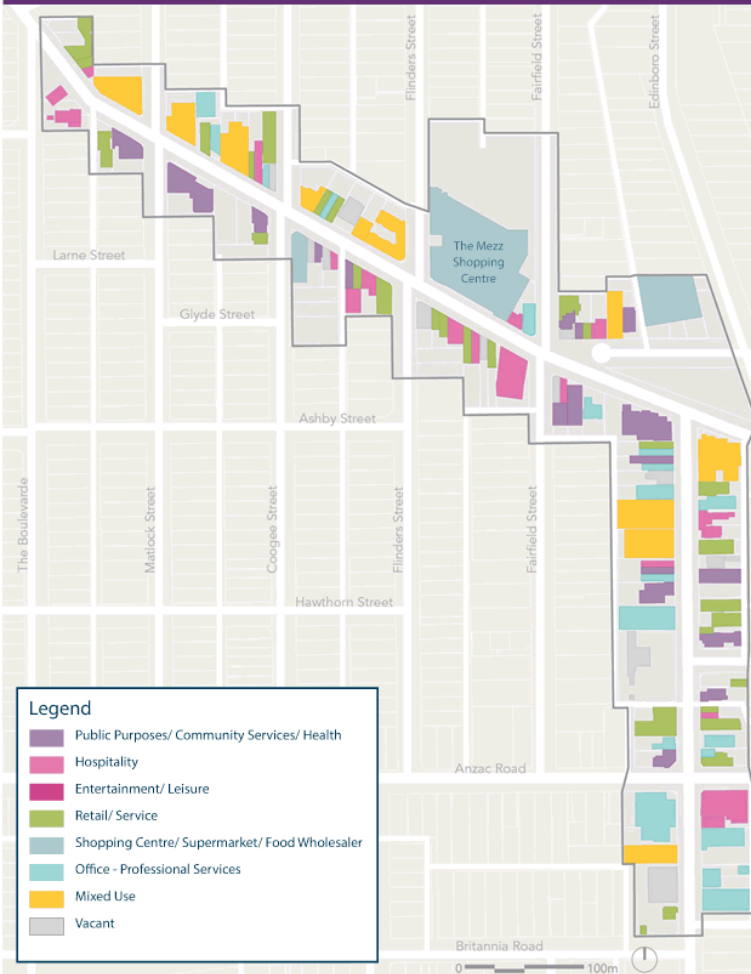 Flinders Street
Fairfield Street
Edinboro Street
The Mezz
Shopping
Centre
Larne Street
Glyde Street
Ashby Street
The Boulevarde
Matlock Street
Coogee Street
Flinders Street
Fairfield Street
Hawthorn Street
Legend
Public Purposes/ Community Services/ Health
Hospitality
Entertainment/ Leisure
Retail/ Service
Shopping Centre/ Supermarket/ Food Wholesaler
Office - Professional Services
Mixed Use
Vacant
Anzac Road
Britannia Road
0 100m